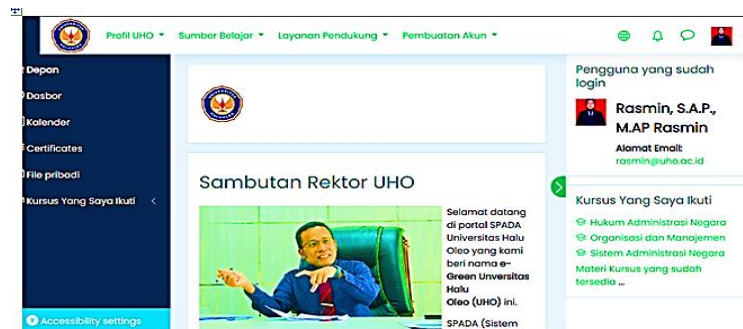 Profil UHO
Sumber Belajar
Layanan Pendukung
Pembuatan Akun
Depan
Dasbor
Kalender
Certificates
File pribadi
Kursus Yang Saya Ikuti
Accessibility settings
Sambutan Rektor UHO
Selamat datang
di portal SPADA
Universitas Halu
Oleo yang kami
beri nama e-
Green Unversitas
Halu
Oleo (UHO) ini.
SPADA (Sistem
Pengguna yang sudah
login
Rasmin, S.A.P.,
M.AP Rasmin
Alamat Email:
rasmin@uho.ac.id
Kursus Yang Saya Ikuti
Hukum Administrasi Negara
Organisasi dan Manajemen
Sistem Administrasi Negara
Materi Kursus yang sudah
tersedia ...